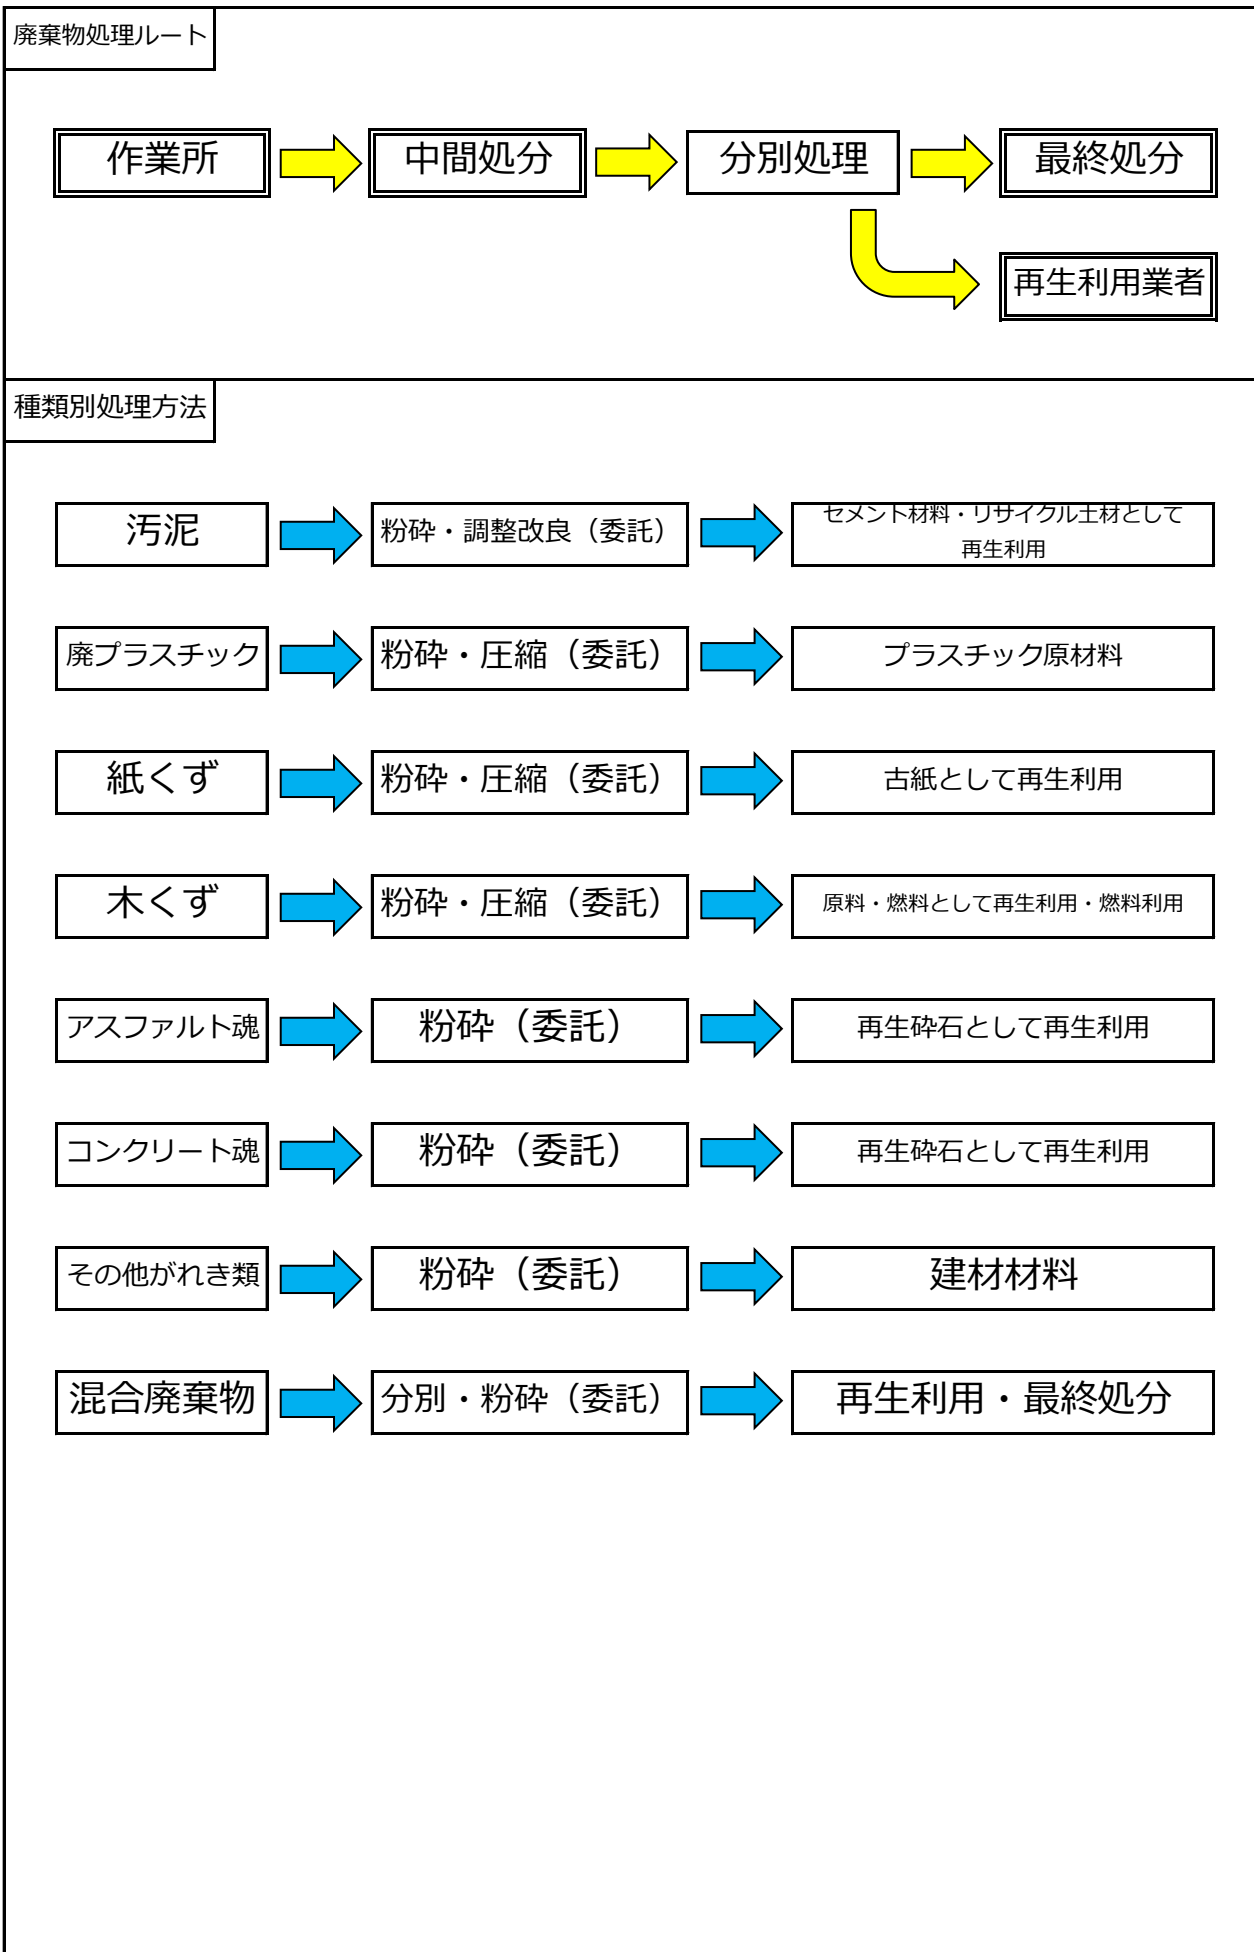 廃棄物処理ルート
作業所
中間処分
分別処理
最終処分
再生利用業者
種類別処理方法
汚泥
粉砕・調整改良（委託）
セメント材料・リサイクル土材として
再生利用
廃プラスチック
粉砕・圧縮（委託）
プラスチック原材料
紙くず
粉砕・圧縮（委託）
古紙として再生利用
木くず
粉砕・圧縮（委託）
原料・燃料として再生利用・燃料利用
アスファルト魂
粉砕（委託）
再生砕石として再生利用
コンクリート魂
粉砕（委託）
再生砕石として再生利用
その他がれき類
粉砕（委託）
建材材料
混合廃棄物
分別・粉砕（委託）
再生利用・最終処分